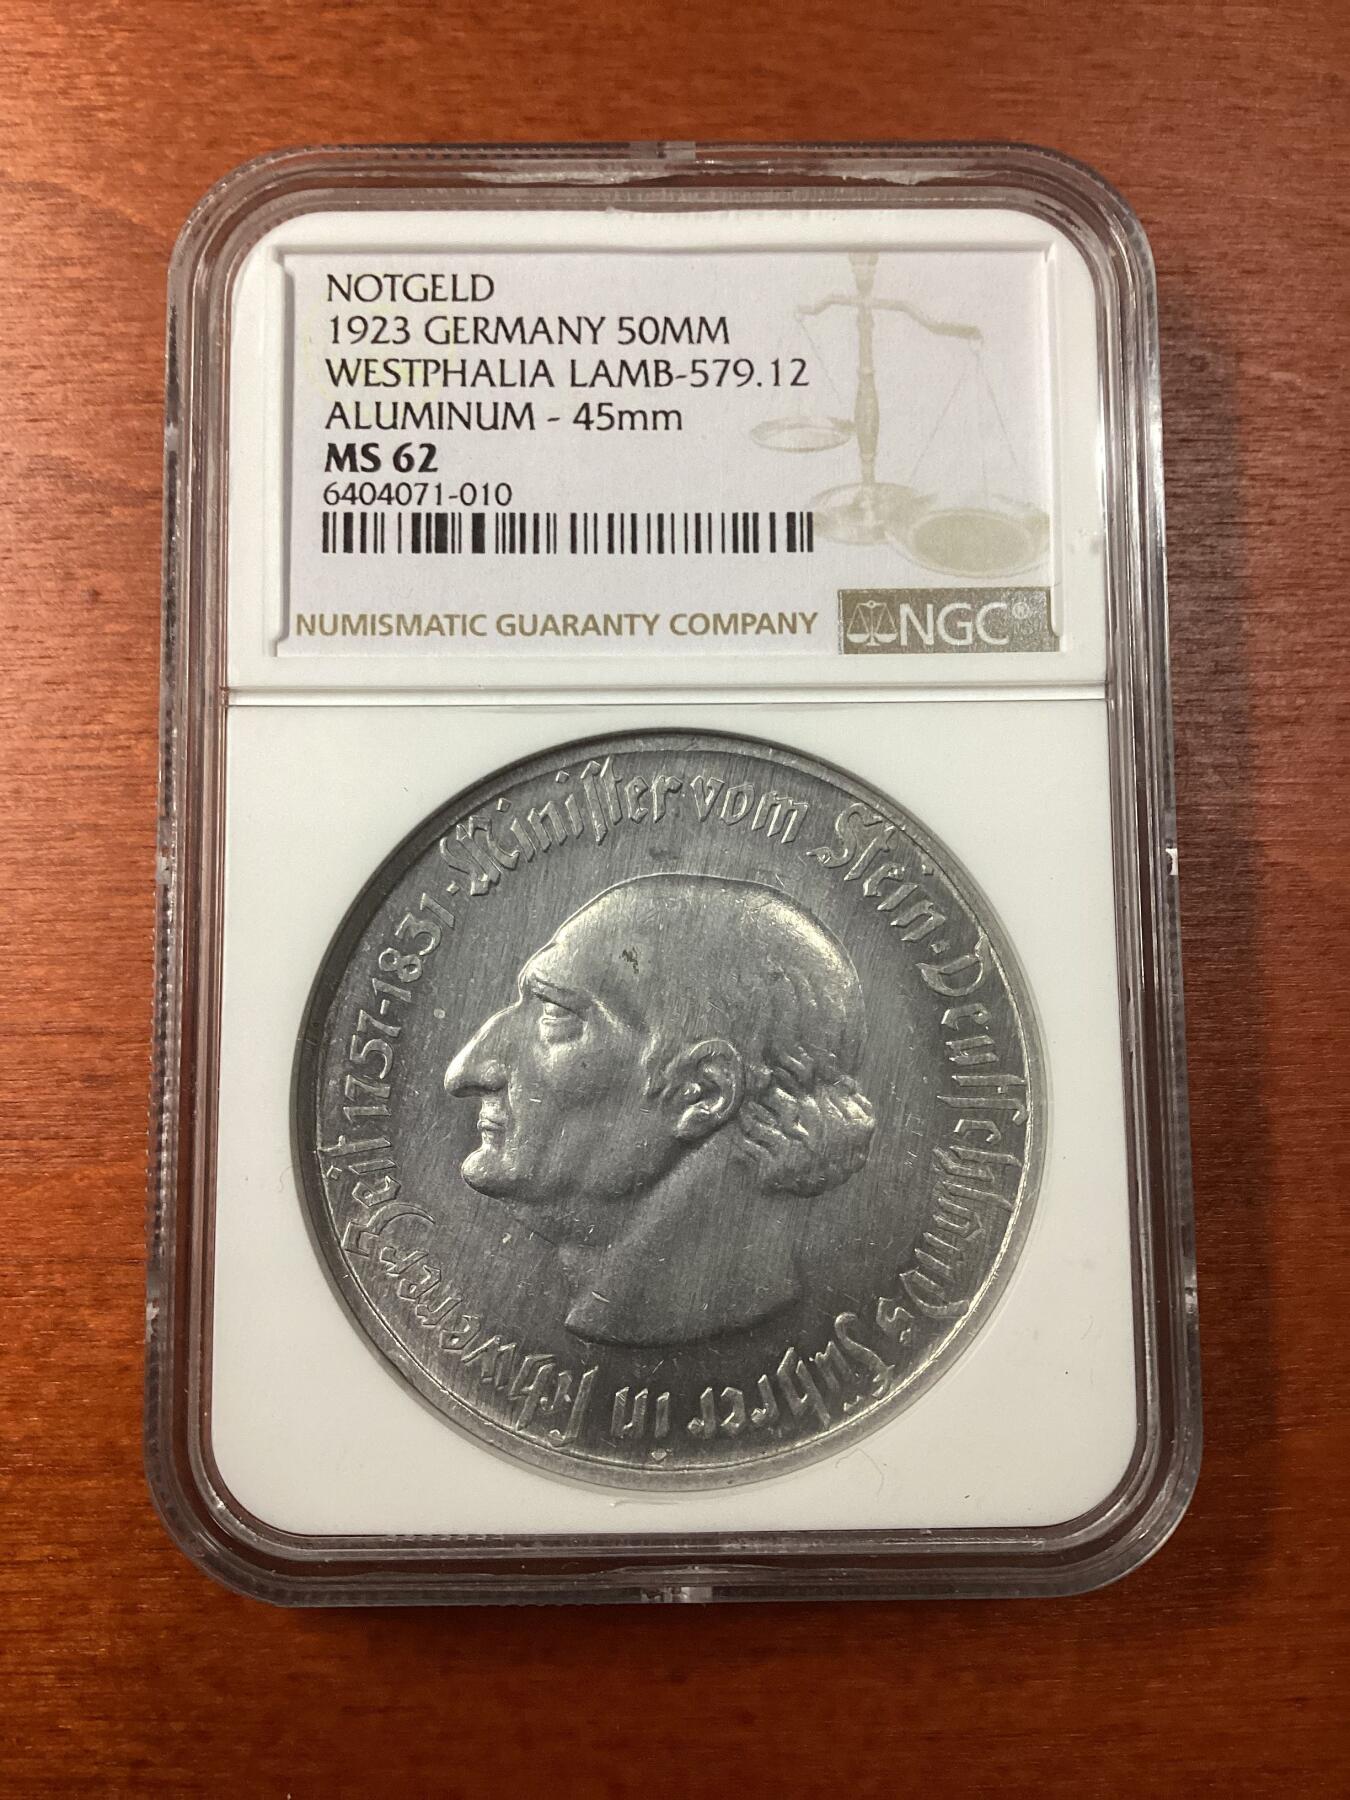 NOTGELD
1923 GERMANY 50MM
WESTPHALIA LAMB-579.12
ALUMINUM - 45mm
MS 62
6404071-010
NUMISMATIC GUARANTY COMPANY NGC®
Minister vom Stein · Deutschlands Führer in schwerer Zeit 1757-1831 ·